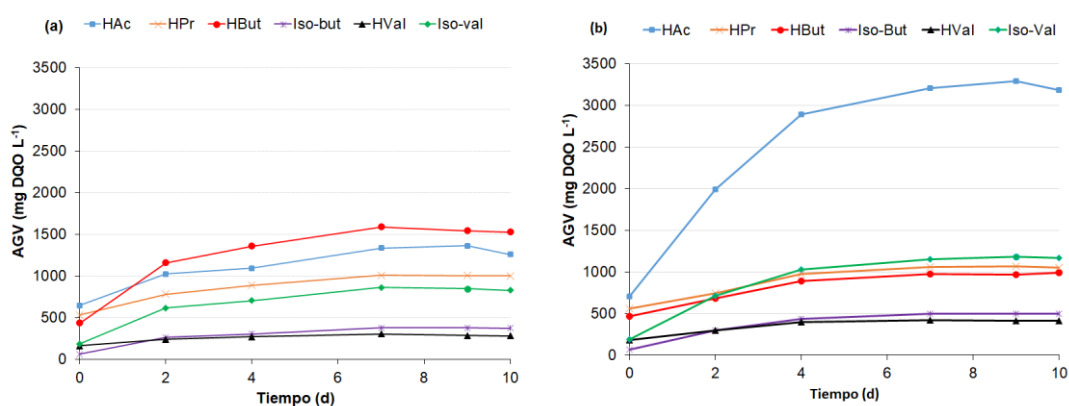 (a) HAc HPr HBut Iso-but HVal Iso-val
3500
3000
2500
2000
1500
1000
500
0
AGV (mg DQO L-1)
0 2 4 6 8 10
Tiempo (d)
(b) HAc HPr HBut Iso-But HVal Iso-Val
3500
3000
2500
2000
1500
1000
500
0
AGV (mg DQO L-1)
0 2 4 6 8 10
Tiempo (d)